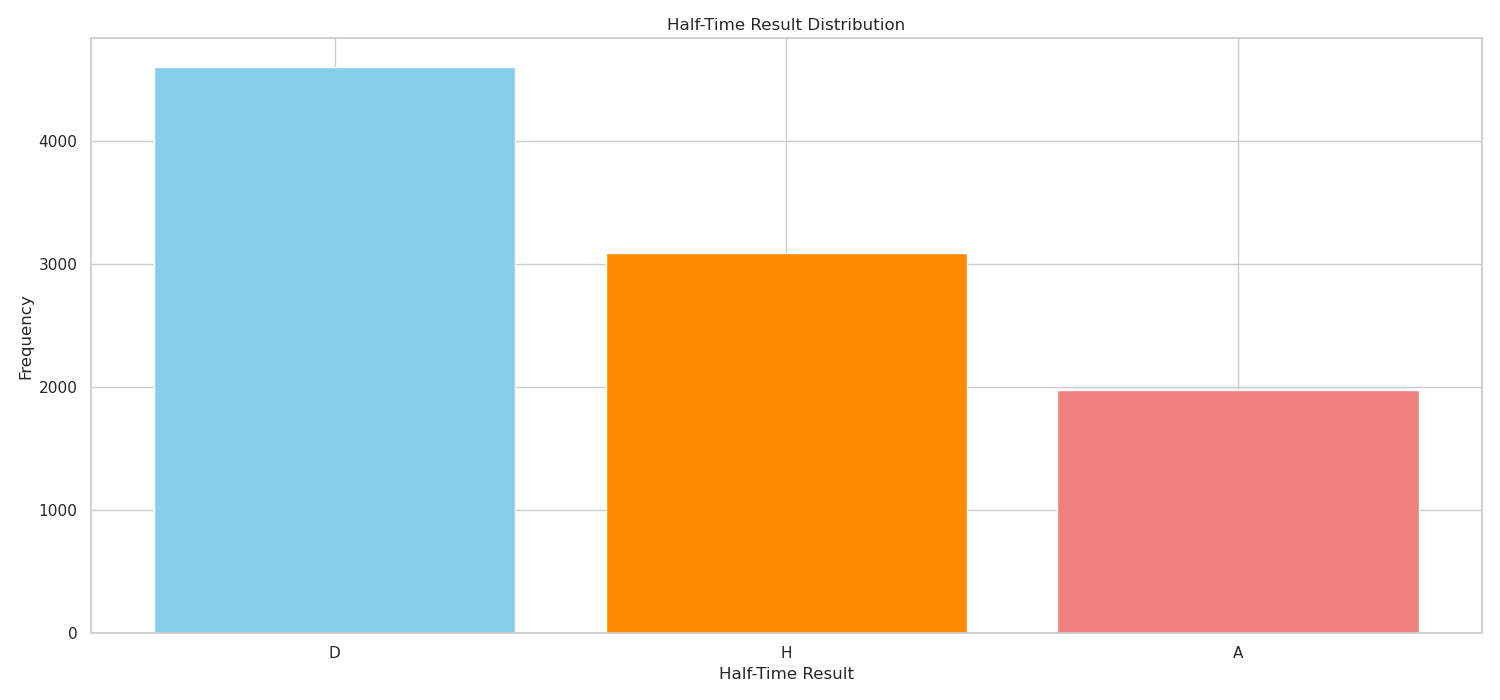 Half-Time Result Distribution
4000
3000
2000
1000
0
Frequency
D H A
Half-Time Result